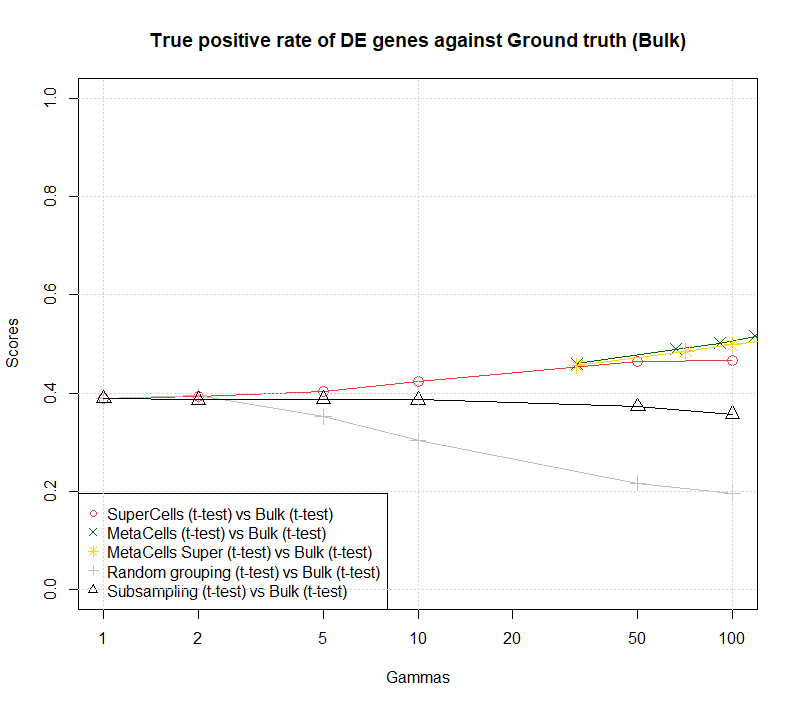 True positive rate of DE genes against Ground truth (Bulk)
Scores
1.0
0.8
0.6
0.4
0.2
0.0
SuperCells (t-test) vs Bulk (t-test)
MetaCells (t-test) vs Bulk (t-test)
MetaCells Super (t-test) vs Bulk (t-test)
Random grouping (t-test) vs Bulk (t-test)
Subsampling (t-test) vs Bulk (t-test)
1 2 5 10 20 50 100
Gammas